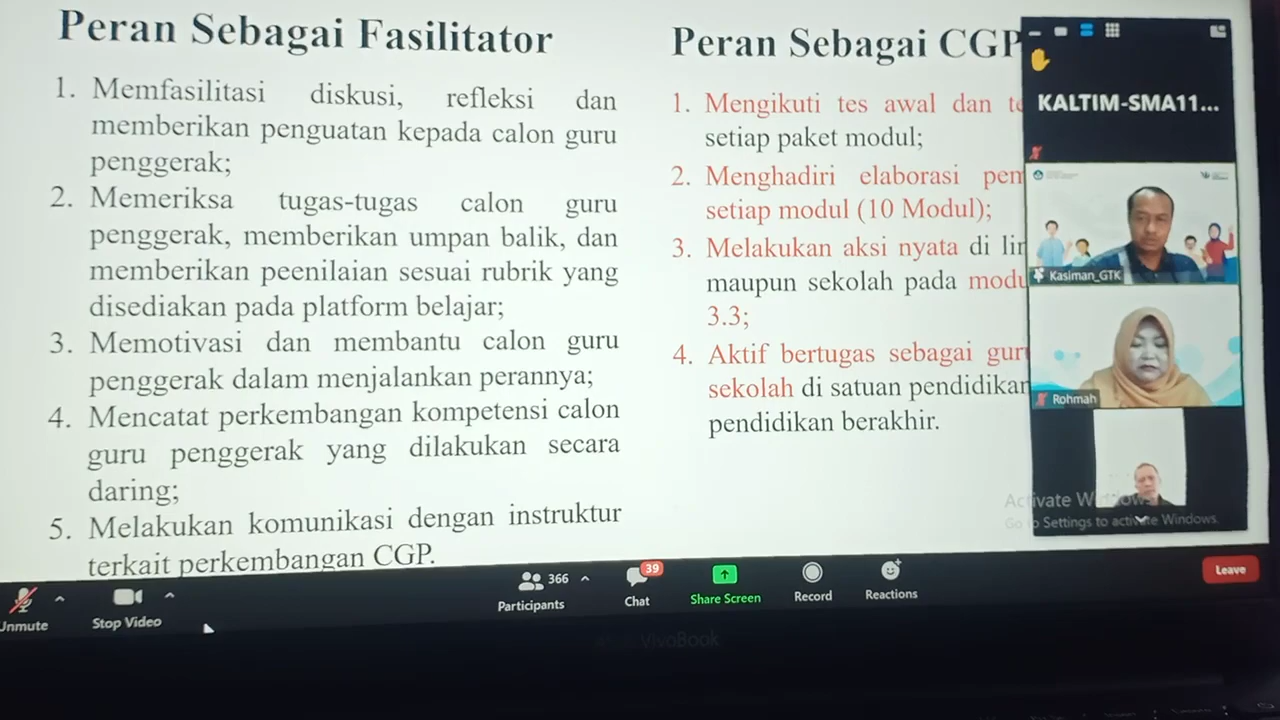 Peran Sebagai Fasilitator
1. Memfasilitasi diskusi, refleksi dan
memberikan penguatan kepada calon guru
penggerak;
2. Memeriksa tugas-tugas calon guru
penggerak, memberikan umpan balik, dan
memberikan peenilaian sesuai rubrik yang
disediakan pada platform belajar;
3. Memotivasi dan membantu calon guru
penggerak dalam menjalankan perannya;
4. Mencatat perkembangan kompetensi calon
guru penggerak yang dilakukan secara
daring;
5. Melakukan komunikasi dengan instruktur
terkait perkembangan CGP.
Peran Sebagai CGP
1. Mengikuti tes awal dan
setiap paket modul;
2. Menghadiri elaborasi
setiap modul (10 Modul);
3. Melakukan aksi nyata di
maupun sekolah pada
3.3;
4. Aktif bertugas sebagai
sekolah di satuan
pendidikan berakhir.
KALTIM-SMA11...
Kasiman_GTK
Rohmah
Activate Windows
Go to Settings to activate Windows.
Unmute
Stop Video
366
Participants
39
Chat
Share Screen
Record
Reactions
Leave
VivoBook